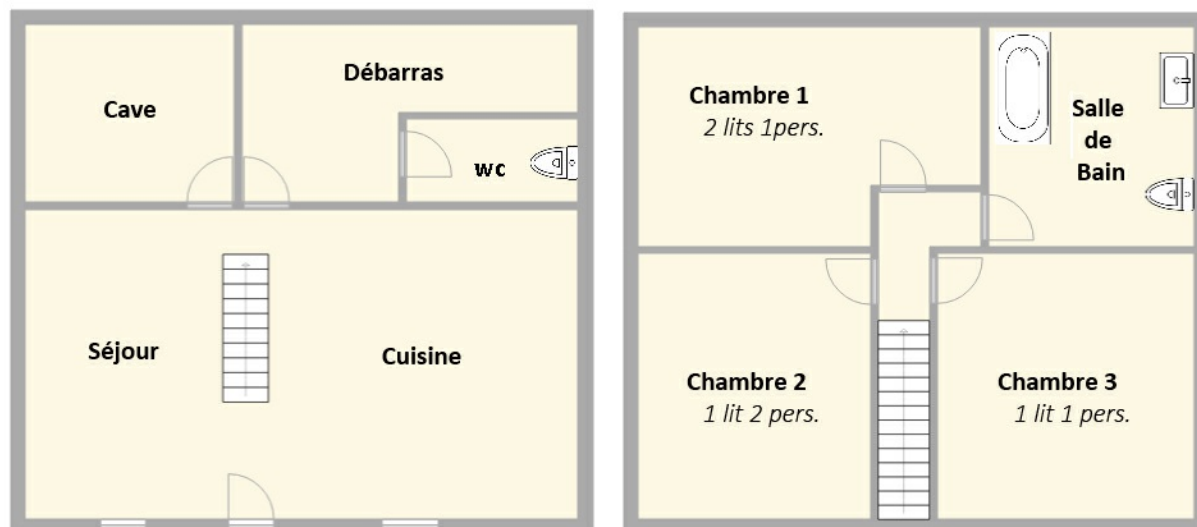 Débarras
Cave
wc
Séjour
Cuisine
Chambre 1
2 lits 1pers.
Salle
de
Bain
Chambre 2
1 lit 2 pers.
Chambre 3
1 lit 1 pers.